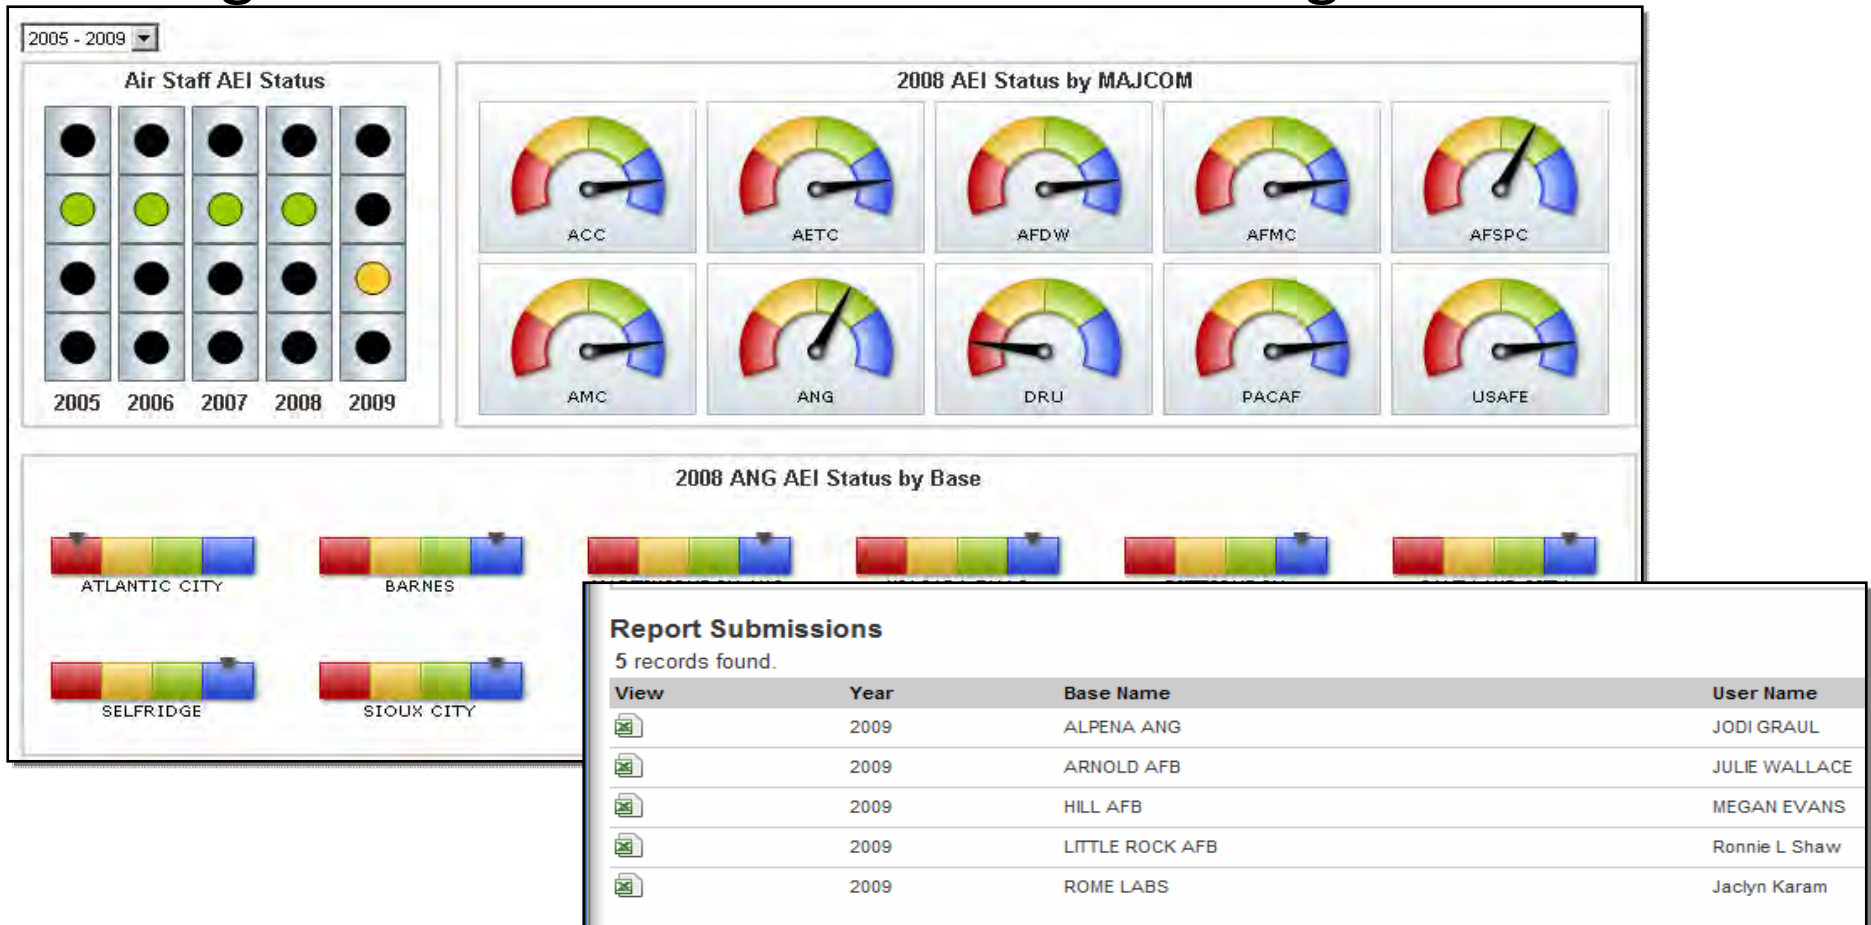 2005 - 2009
Air Staff AEI Status
2005 2006 2007 2008 2009
2008 AEI Status by MAJCOM
ACC AETC AFDW AFMC AFSPC
AMC ANG DRU PACAF USAFE
2008 ANG AEI Status by Base
ATLANTIC CITY BARNES
SELFRIDGE SIOUX CITY
Report Submissions
5 records found.
View Year Base Name User Name
2009 ALPENA ANG JODI GRAUL
2009 ARNOLD AFB JULIE WALLACE
2009 HILL AFB MEGAN EVANS
2009 LITTLE ROCK AFB Ronnie L Shaw
2009 ROME LABS Jaclyn Karam